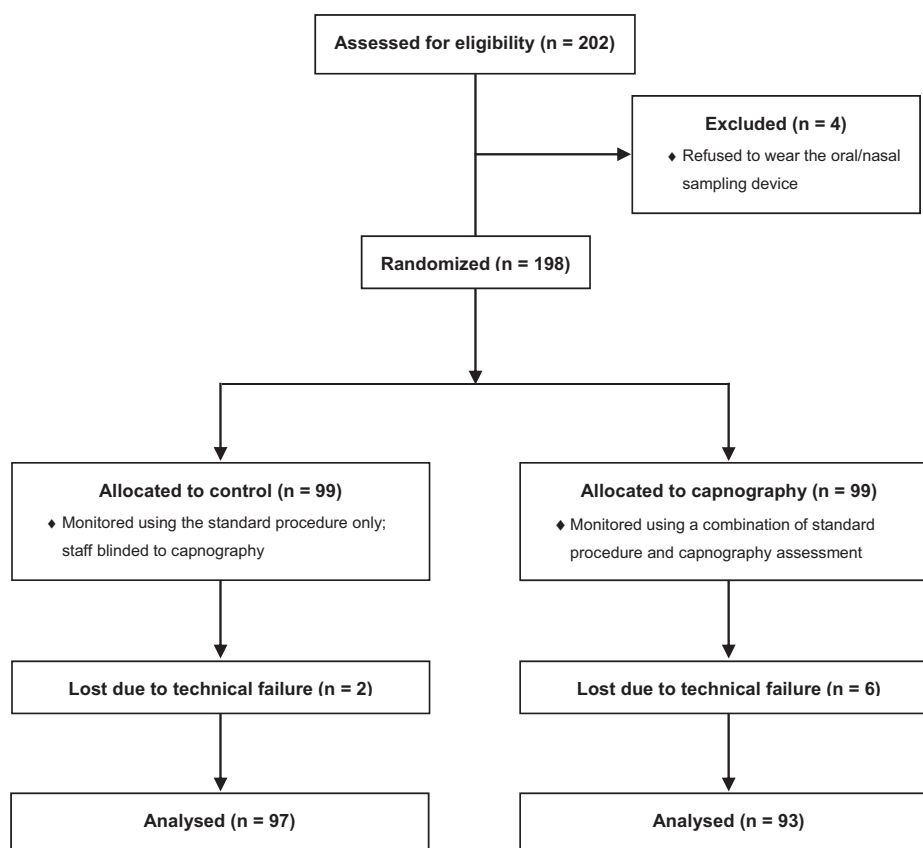 Assessed for eligibility (n = 202)
Excluded (n = 4)
♦ Refused to wear the oral/nasal
sampling device
Randomized (n = 198)
Allocated to control (n = 99)
♦ Monitored using the standard procedure only;
staff blinded to capnography
Allocated to capnography (n = 99)
♦ Monitored using a combination of standard
procedure and capnography assessment
Lost due to technical failure (n = 2)
Lost due to technical failure (n = 6)
Analysed (n = 97)
Analysed (n = 93)